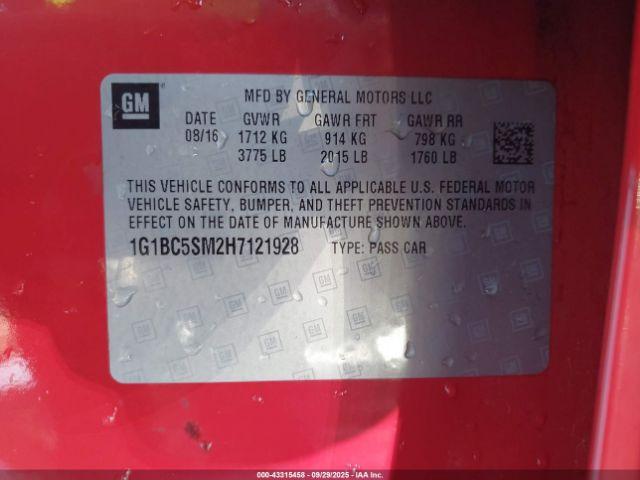 GM
MFD BY GENERAL MOTORS LLC
DATE GVWR GAWR FRT GAWR RR
08/16 1712 KG 914 KG 798 KG
3775 LB 2015 LB 1760 LB
THIS VEHICLE CONFORMS TO ALL APPLICABLE U.S. FEDERAL MOTOR
VEHICLE SAFETY, BUMPER, AND THEFT PREVENTION STANDARDS IN
EFFECT ON THE DATE OF MANUFACTURE SHOWN ABOVE.
1G1BC5SM2H7121928 TYPE: PASS CAR
000-43315458 - 09/29/2025 - IAA Inc.